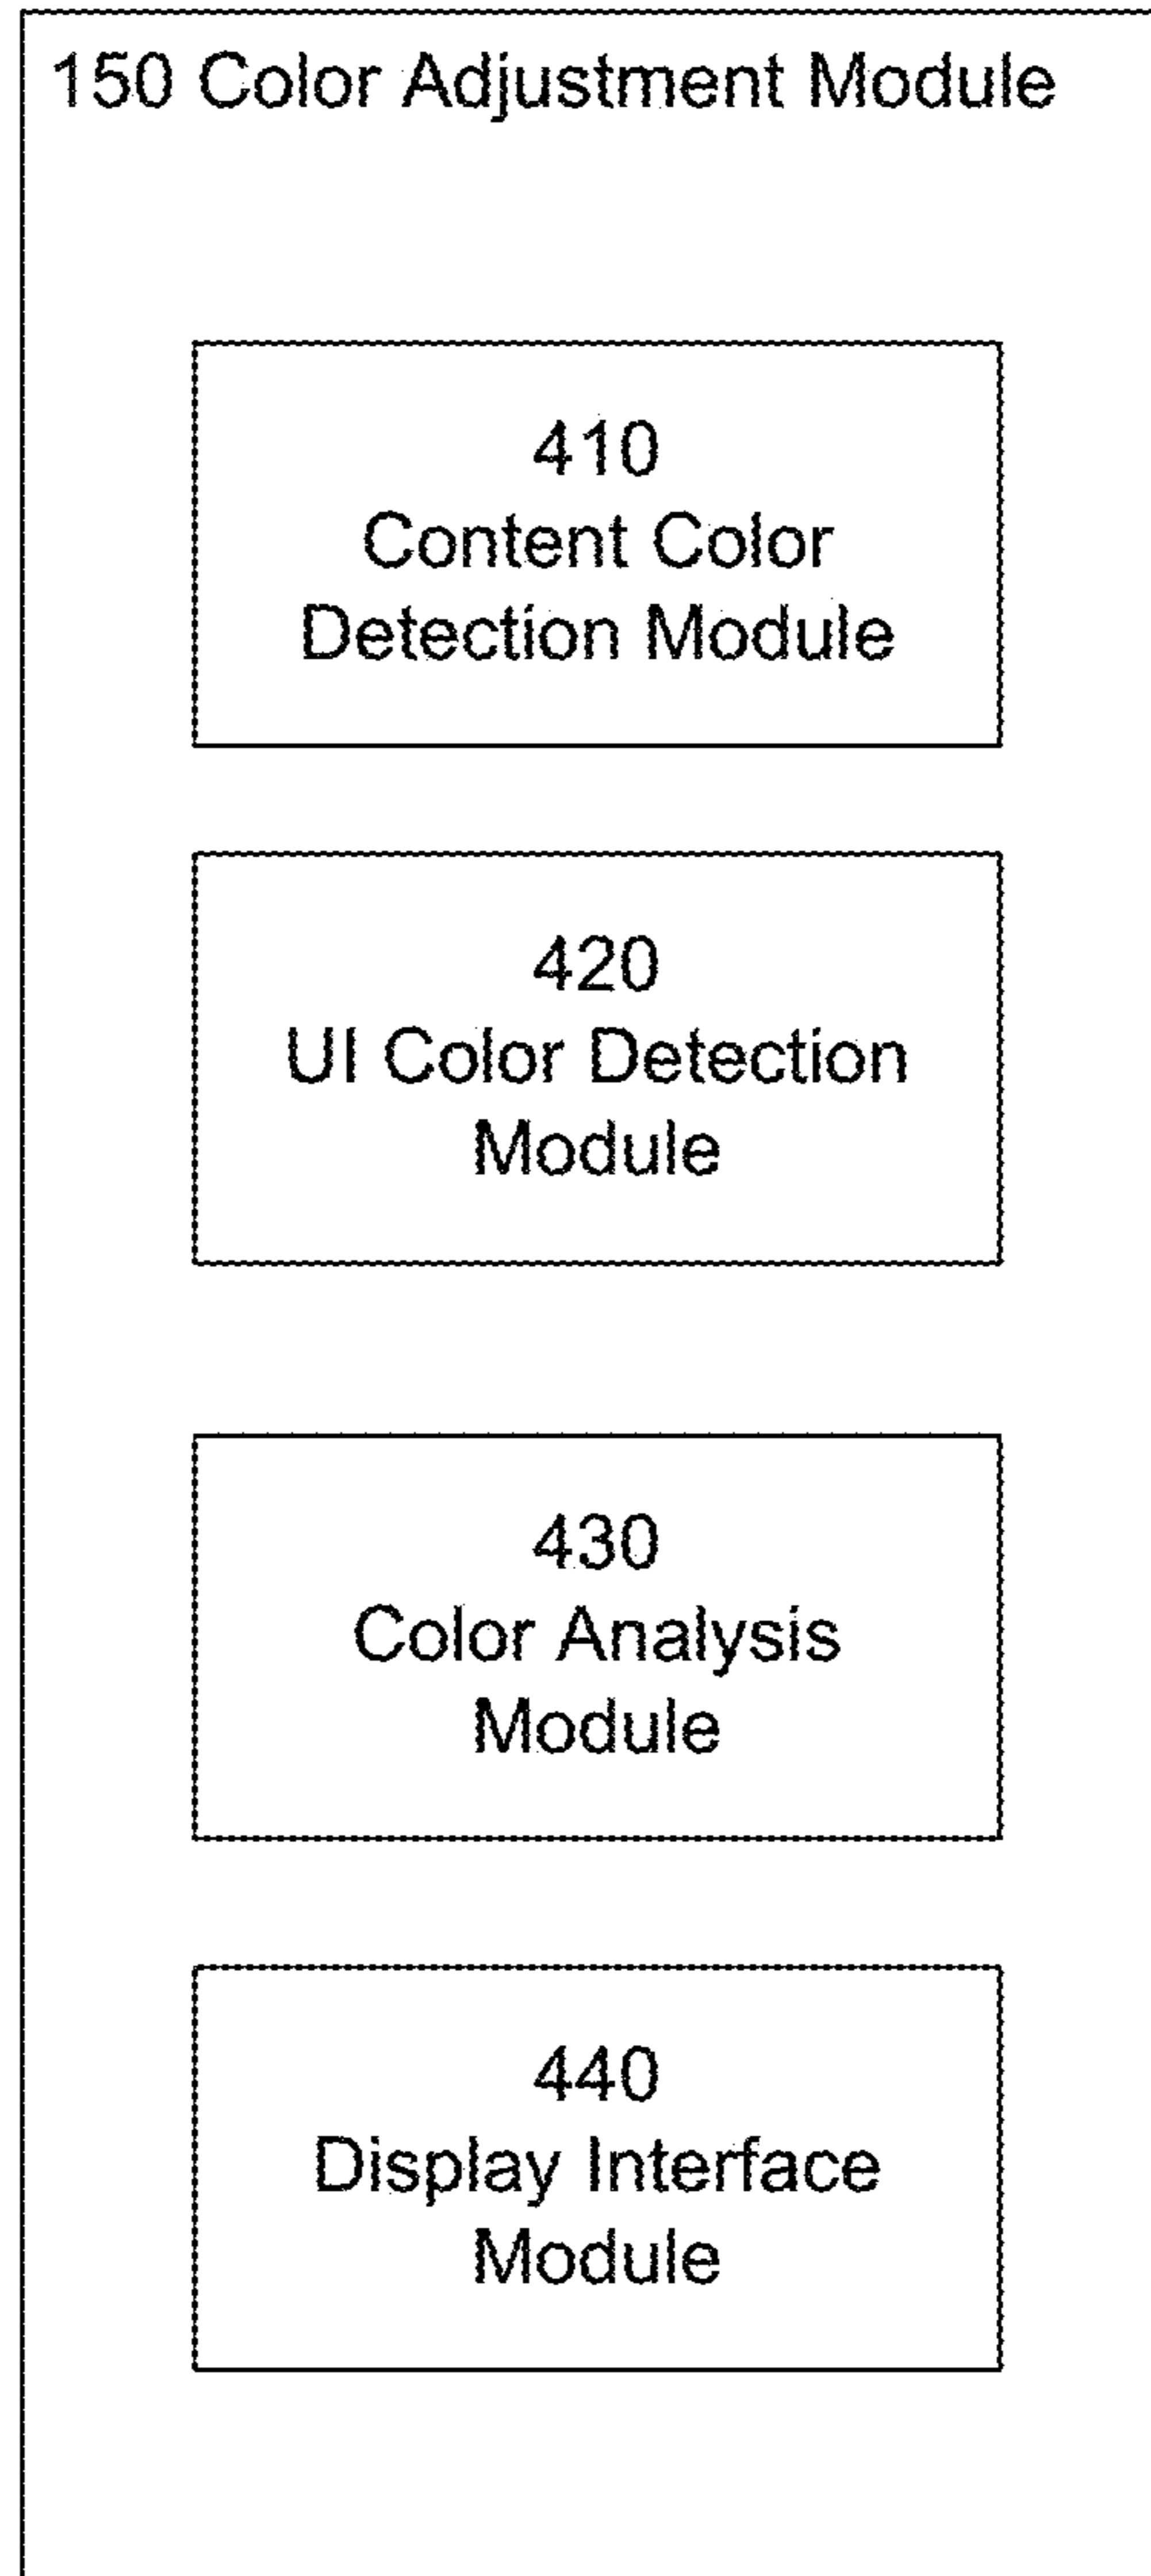 150 Color Adjustment Module
410
Content Color
Detection Module
420
UI Color Detection
Module
430
Color Analysis
Module
440
Display Interface
Module